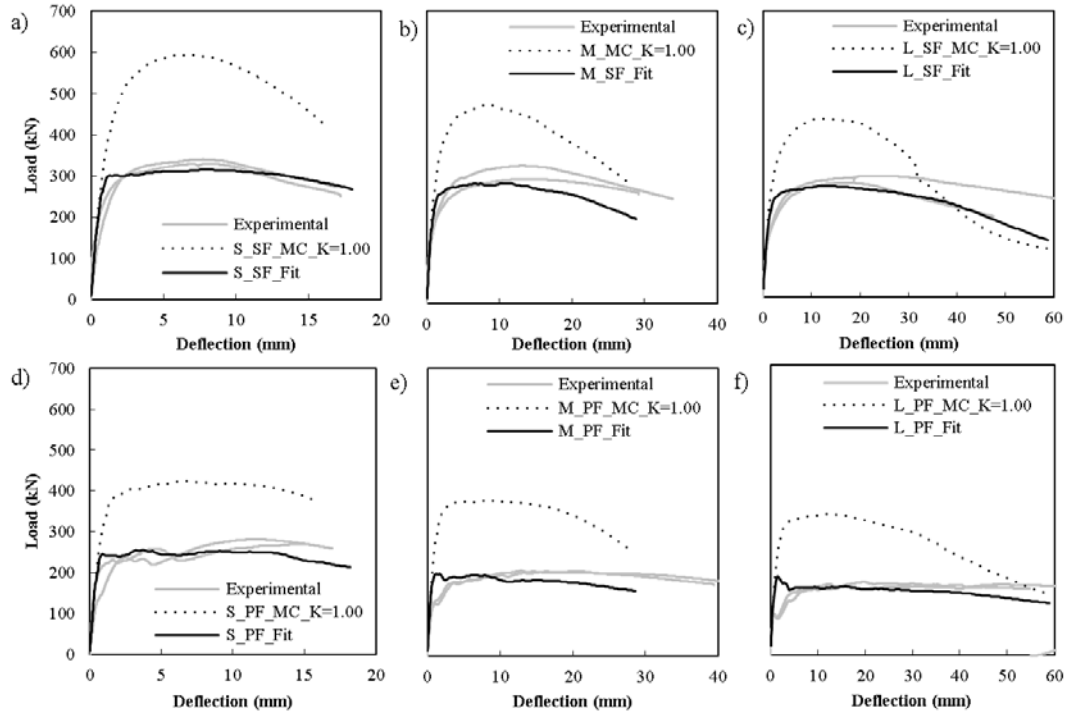 a)
700
600
500
400
300
200
100
0
Load (kN)
0 5 10 15 20
Deflection (mm)
Experimental
S_SF_MC_K=1.00
S_SF_Fit
b)
Experimental
M_MC_K=1.00
M_SF_Fit
0 10 20 30 40
Deflection (mm)
c)
Experimental
L_SF_MC_K=1.00
L_SF_Fit
0 10 20 30 40 50 60
Deflection (mm)
d)
700
600
500
400
300
200
100
0
Load (kN)
0 5 10 15 20
Deflection (mm)
Experimental
S_PF_MC_K=1.00
S_PF_Fit
e)
Experimental
M_PF_MC_K=1.00
M_PF_Fit
0 10 20 30 40
Deflection (mm)
f)
Experimental
L_PF_MC_K=1.00
L_PF_Fit
0 10 20 30 40 50 60
Deflection (mm)